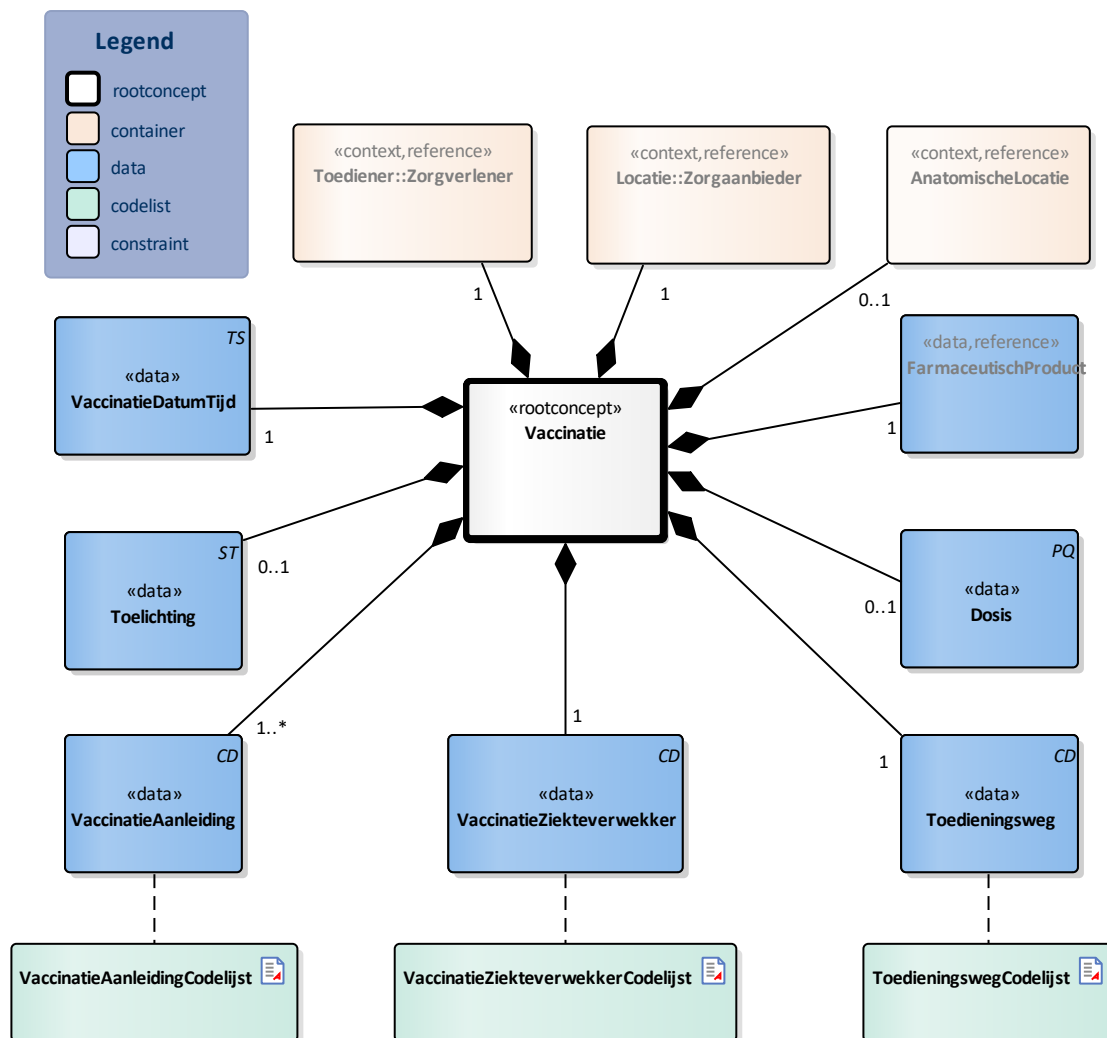 Legend
rootconcept
container
data
codelist
constraint
«context,reference»
Toediener::Zorgverlener
«context,reference»
Locatie::Zorgaanbieder
«context,reference»
AnatomischeLocatie
1
1
0..1
TS
«data»
VaccinatieDatumTijd
1
«rootconcept»
Vaccinatie
«data,reference»
FarmaceutischProduct
1
ST
«data»
Toelichting
0..1
PQ
«data»
Dosis
0..1
CD
«data»
VaccinatieAanleiding
1..*
CD
«data»
VaccinatieZiekteverwekker
1
CD
«data»
Toedieningsweg
1
VaccinatieAanleidingCodelijst
VaccinatieZiekteverwekkerCodelijst
ToedieningswegCodelijst